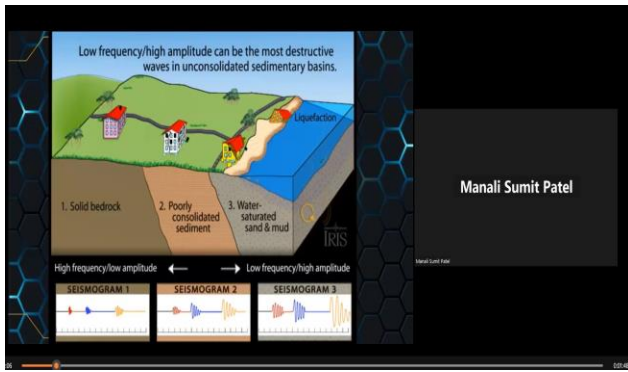 Low frequency/high amplitude can be the most destructive
waves in unconsolidated sedimentary basins.
Liquefaction
1. Solid bedrock
2. Poorly
consolidated
sediment
3. Water-
saturated
sand & mud
IRIS
High frequency/low amplitude
Low frequency/high amplitude
SEISMOGRAM 1
SEISMOGRAM 2
SEISMOGRAM 3
Manali Sumit Patel
Manali Sumit Patel